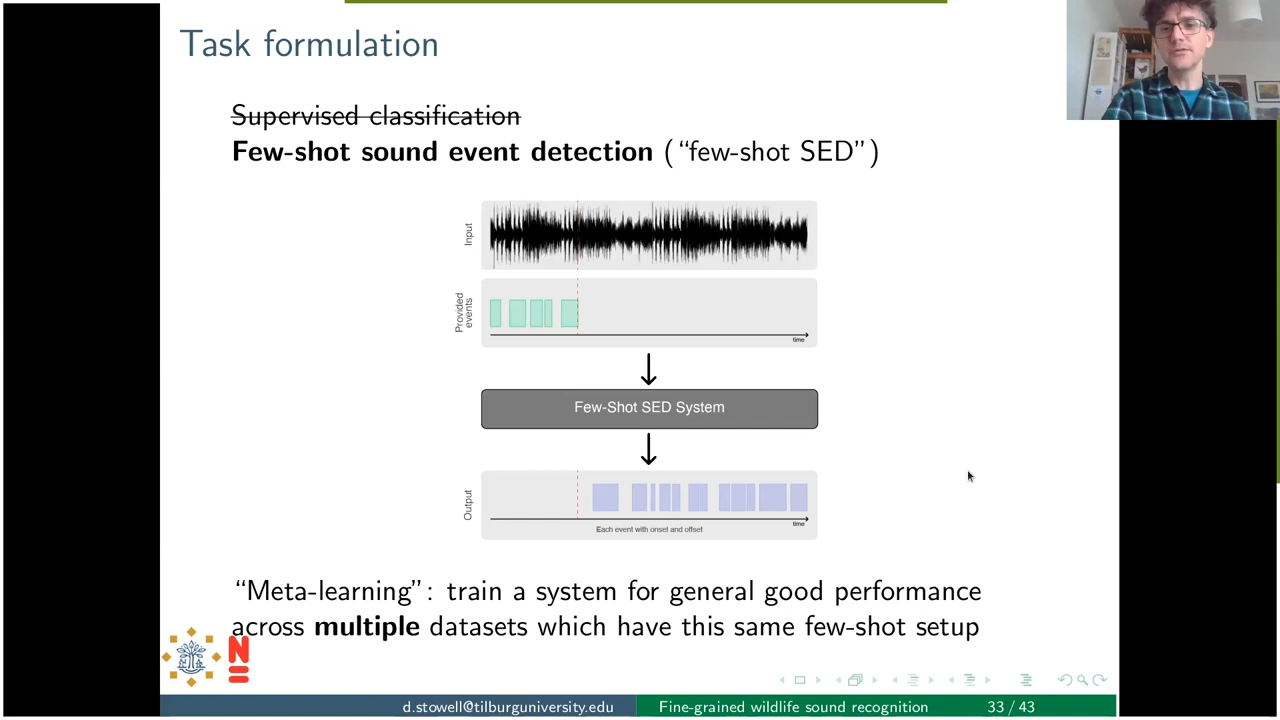 Task formulation
Supervised classification
Few-shot sound event detection (“few-shot SED”)
Input
Provided
events
time
Few-Shot SED System
Output
time
Each event with onset and offset
“Meta-learning”: train a system for general good performance
across multiple datasets which have this same few-shot setup
d.stowell@tilburguniversity.edu
Fine-grained wildlife sound recognition
33 / 43